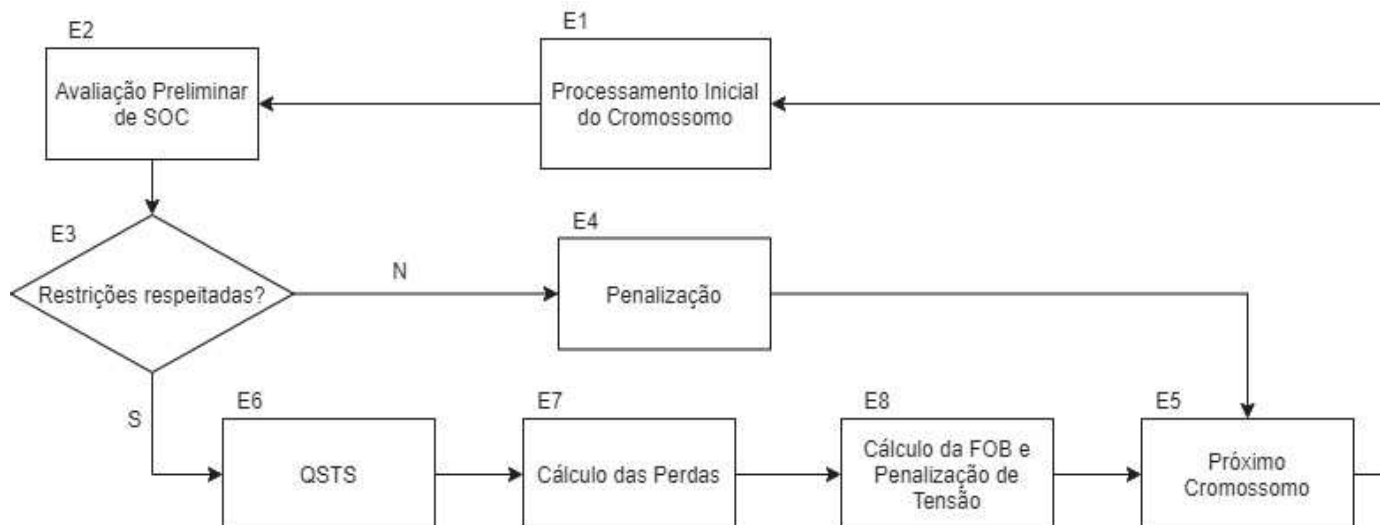 E2
Avaliação Preliminar
de SOC
E1
Processamento Inicial
do Cromossomo
E3
Restrições respeitadas?
N
E4
Penalização
S
E6
QSTS
E7
Cálculo das Perdas
E8
Cálculo da FOB e
Penalização de
Tensão
E5
Próximo
Cromossomo